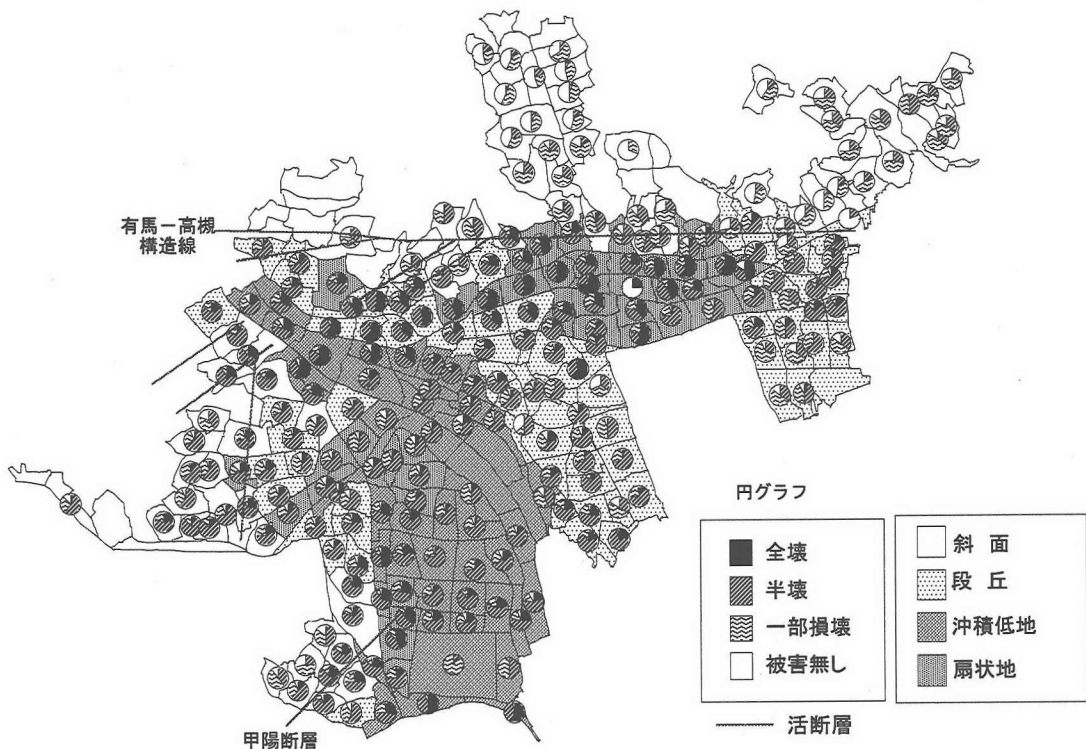 有馬ー高槻
構造線
円グラフ
全壊
半壊
一部損壊
被害無し
斜面
段丘
沖積低地
扇状地
活断層
甲陽断層